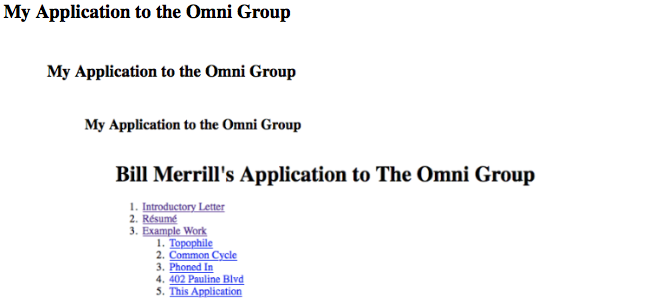 My Application to the Omni Group
My Application to the Omni Group
My Application to the Omni Group
Bill Merrill's Application to The Omni Group
1. Introductory Letter
2. Résumé
3. Example Work
1. Topophile
2. Common Cycle
3. Phoned In
4. 402 Pauline Blvd
5. This Application